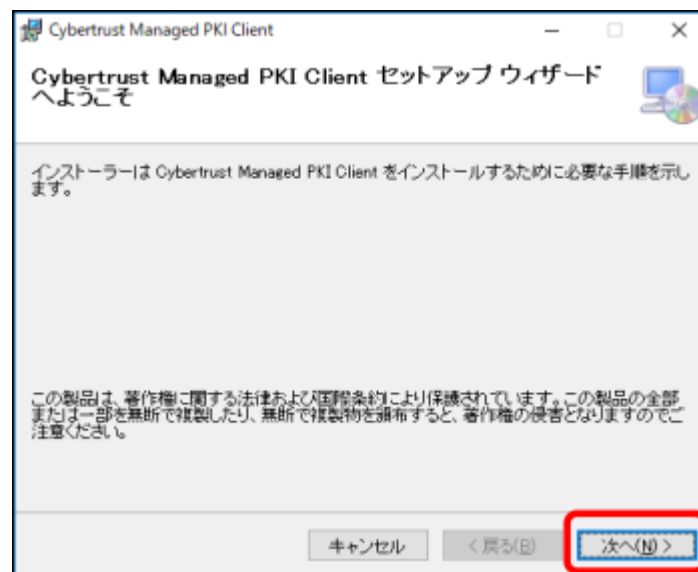 Cybertrust Managed PKI Client
Cybertrust Managed PKI Client セットアップ ウィザード
へようこそ
インストーラーは Cybertrust Managed PKI Client をインストールするために必要な手順を示し
ます。
この製品は、著作権に関する法律および国際条約により保護されています。この製品の全部
または一部を無断で複製したり、無断で複製物を頒布すると、著作権の侵害となりますのでご
注意ください。
キャンセル < 戻る(B) 次へ(N) >